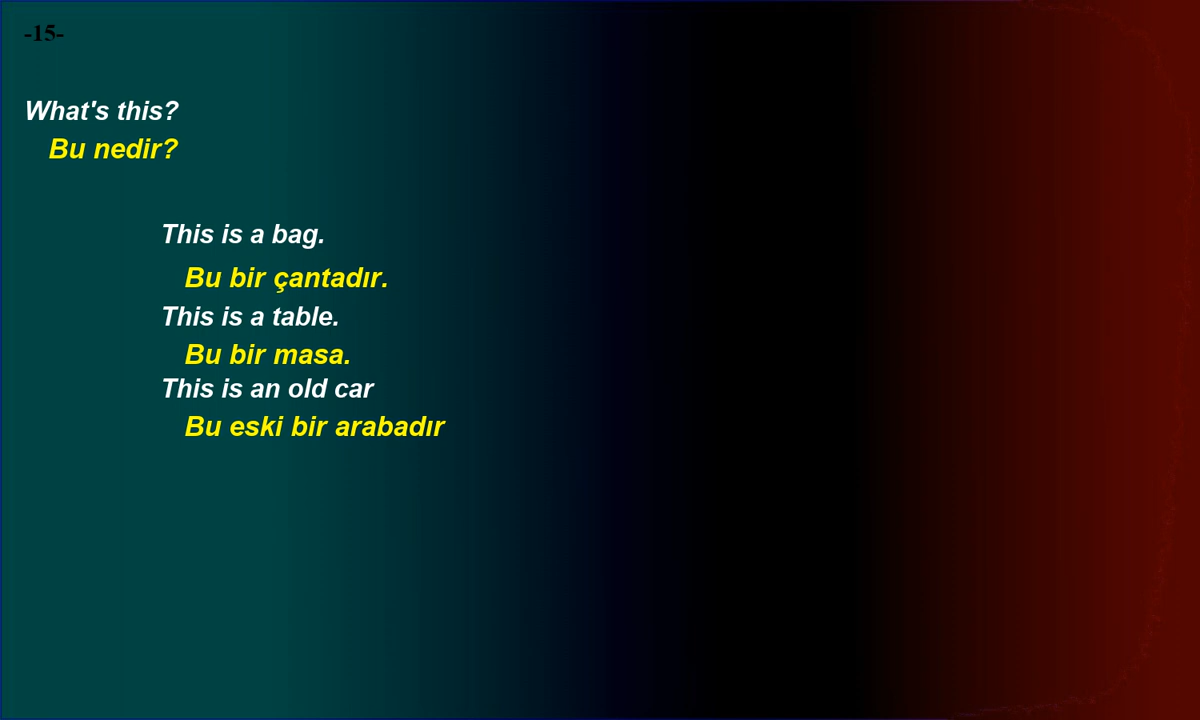 -15-
What's this?
Bu nedir?
This is a bag.
Bu bir çantadır.
This is a table.
Bu bir masa.
This is an old car
Bu eski bir arabadır